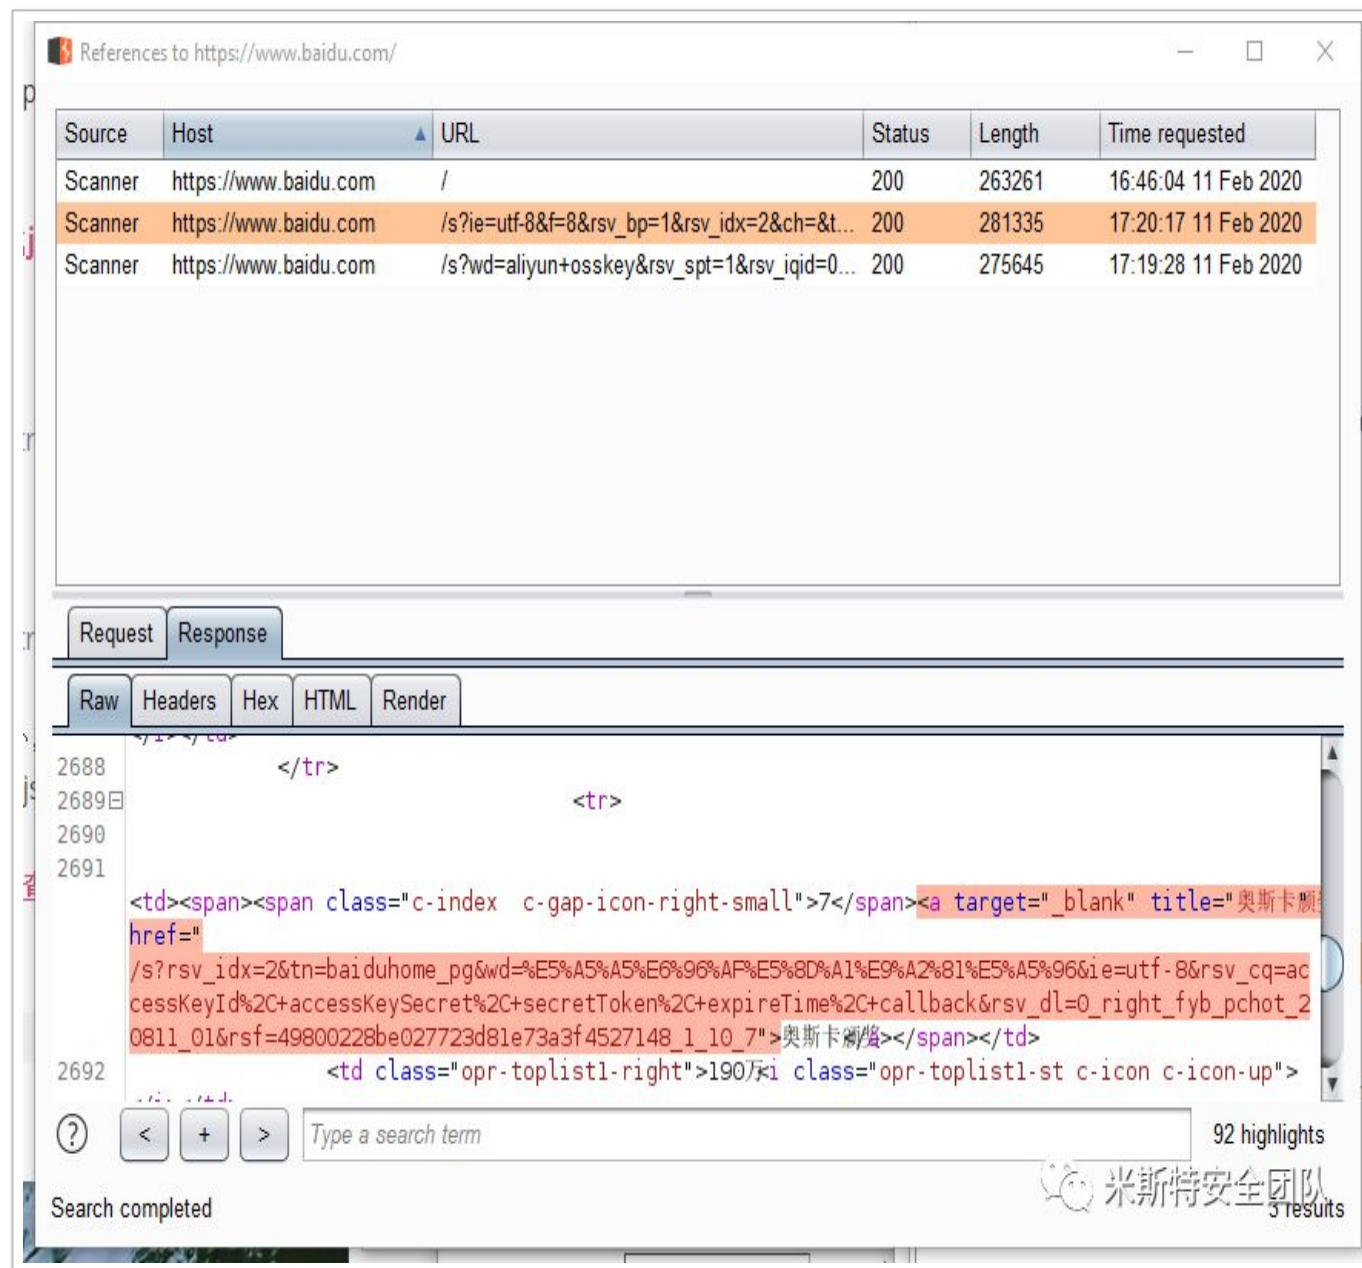 References to https://www.baidu.com/
Source Host URL Status Length Time requested
Scanner https://www.baidu.com / 200 263261 16:46:04 11 Feb 2020
Scanner https://www.baidu.com /s?ie=utf-8&f=8&rsv_bp=1&rsv_idx=2&ch=&t... 200 281335 17:20:17 11 Feb 2020
Scanner https://www.baidu.com /s?wd=aliyun+osskey&rsv_spt=1&rsv_iqid=0... 200 275645 17:19:28 11 Feb 2020
Request Response
Raw Headers Hex HTML Render
2688 </tr>
2689 <tr>
2690
2691
<td><span><span class="c-index  c-gap-icon-right-small">7</span><a target="_blank" title="奥斯卡颁
href="
/s?rsv_idx=2&tn=baiduhome_pg&wd=%E5%A5%A5%E6%96%AF%E5%8D%A1%E9%A2%81%E5%A5%96&ie=utf-8&rsv_cq=ac
cessKeyId%2C+accessKeySecret%2C+secretToken%2C+expireTime%2C+callback&rsv_dl=0_right_fyb_pchot_2
0811_01&rsf=49800228be027723d81e73a3f4527148_1_10_7">奥斯卡颁奖</a></span></td>
2692 <td class="opr-toplist1-right">190万<i class="opr-toplist1-st c-icon c-icon-up">
? < + > Type a search term 92 highlights
米斯特安全团队
Search completed 3 results